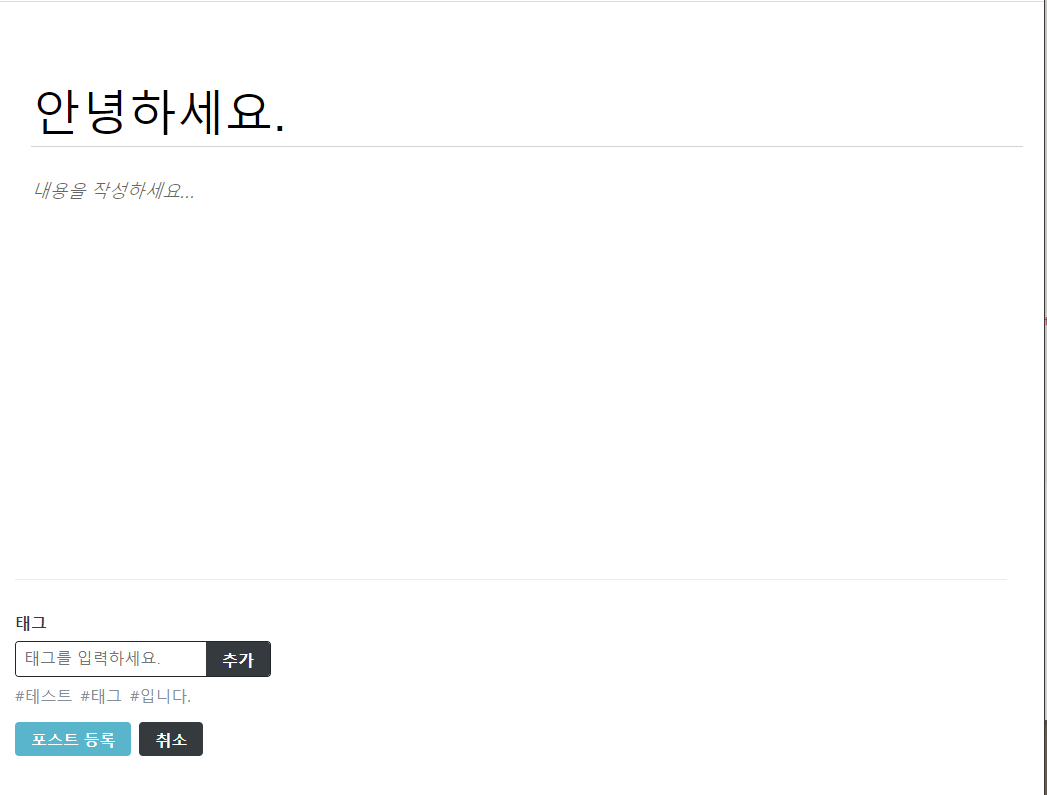 안녕하세요.
내용을 작성하세요...
태그
태그를 입력하세요. 추가
#테스트 #태그 #입니다.
포스트 등록 취소